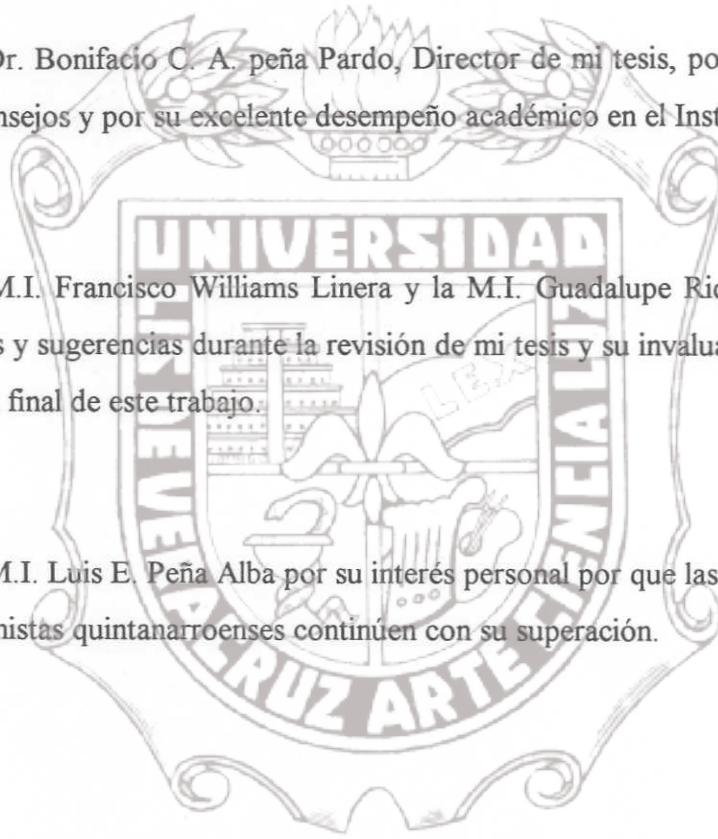 Dr. Bonifacio C. A. peña Pardo, Director de mi tesis, po
nsejos y por su excelente desempeño académico en el Inst
UNIVERSIDAD
M.I. Francisco Williams Linera y la M.I. Guadalupe Rio
s y sugerencias durante la revisión de mi tesis y su invalua
LEX
final de este trabajo.
LIS DE VERACRUZ ARTE CIENCIA LUZ
M.I. Luis E. Peña Alba por su interés personal por que las
nistas quintanarroenses continúen con su superación.